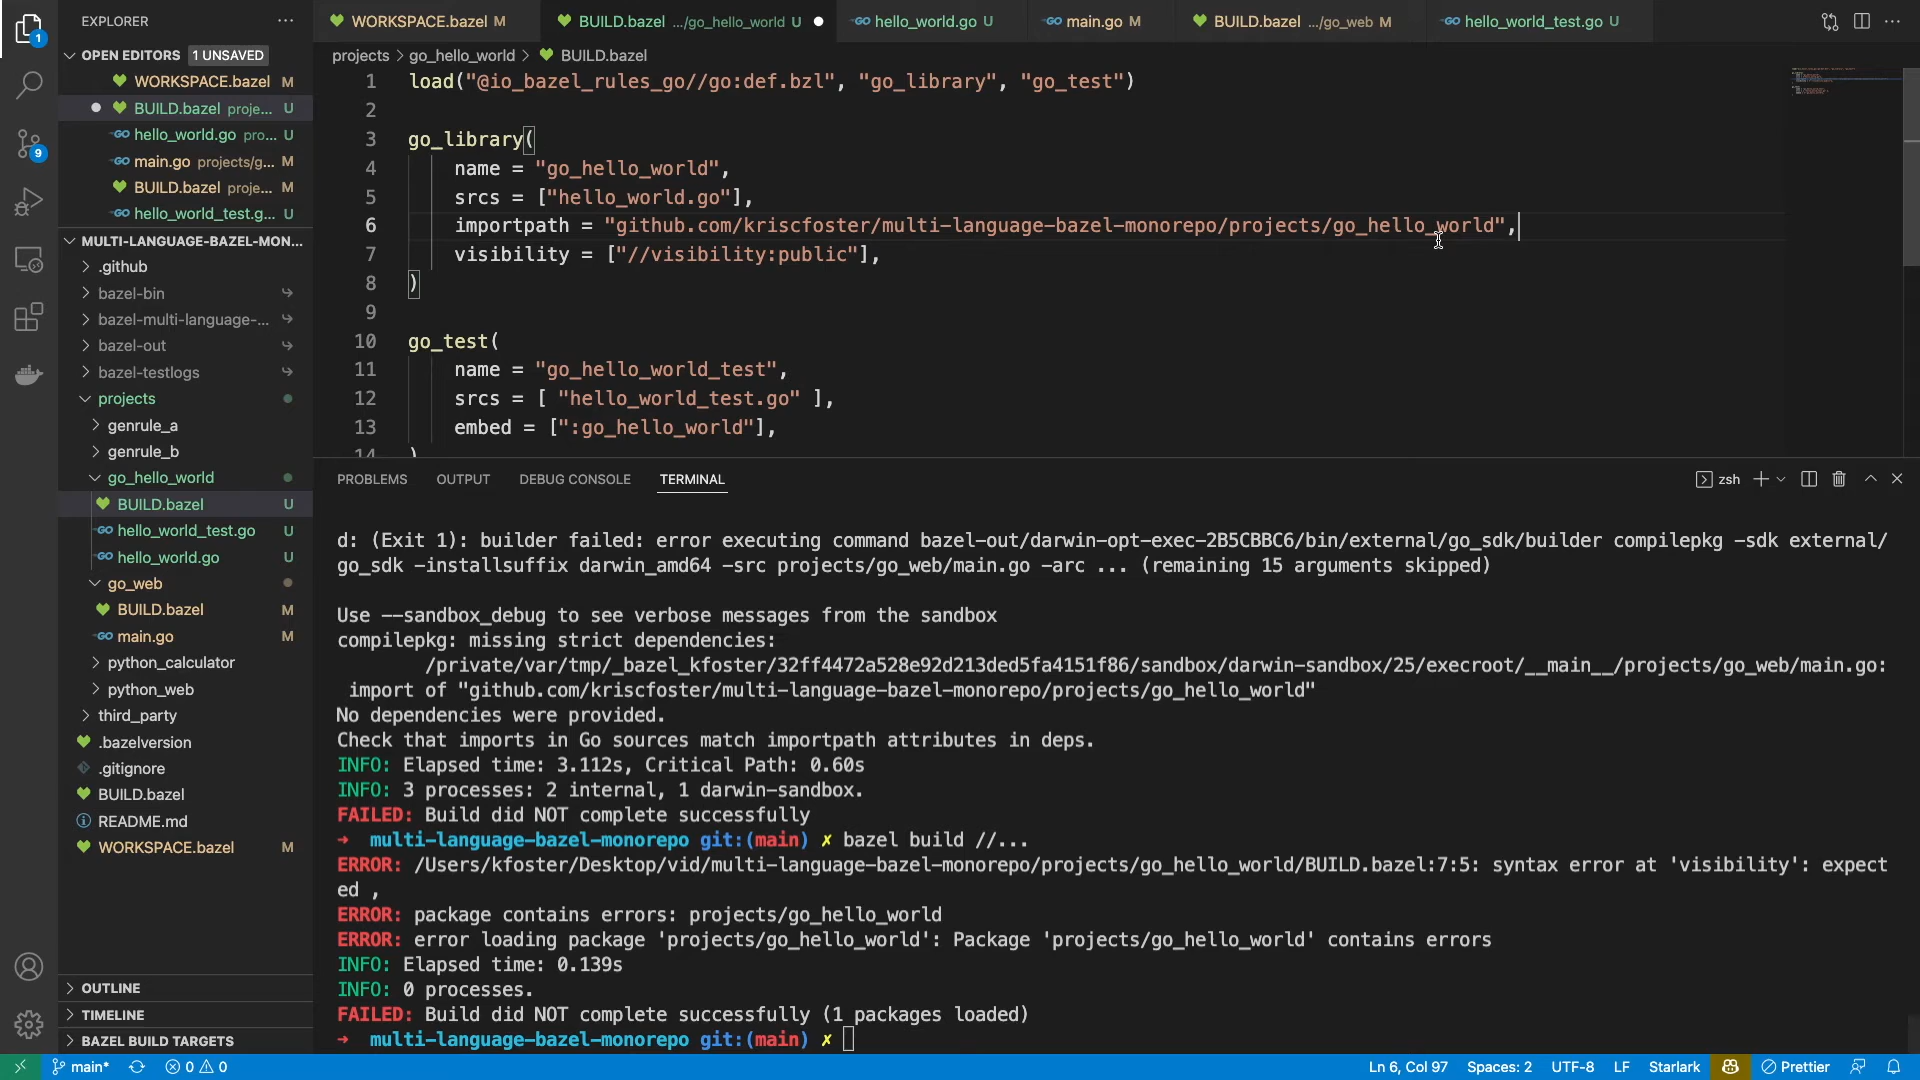 EXPLORER
OPEN EDITORS 1 UNSAVED
WORKSPACE.bazel M
BUILD.bazel proje... U
hello_world.go pro... U
main.go projects/g... M
BUILD.bazel proje... M
hello_world_test.g... U
MULTI-LANGUAGE-BAZEL-MON...
.github
bazel-bin
bazel-multi-language-...
bazel-out
bazel-testlogs
projects
genrule_a
genrule_b
go_hello_world
BUILD.bazel U
hello_world_test.go U
hello_world.go U
go_web
BUILD.bazel M
main.go M
python_calculator
python_web
third_party
.bazelversion
.gitignore
BUILD.bazel
README.md
WORKSPACE.bazel M
OUTLINE
TIMELINE
BAZEL BUILD TARGETS
1
9
WORKSPACE.bazel M BUILD.bazel .../go_hello_world U hello_world.go U main.go M BUILD.bazel .../go_web M hello_world_test.go U
projects > go_hello_world > BUILD.bazel
1 load("@io_bazel_rules_go//go:def.bzl", "go_library", "go_test")
2
3 go_library(
4 name = "go_hello_world",
5 srcs = ["hello_world.go"],
6 importpath = "github.com/kriscfoster/multi-language-bazel-monorepo/projects/go_hello_world",
7 visibility = ["//visibility:public"],
8 )
9
10 go_test(
11 name = "go_hello_world_test",
12 srcs = [ "hello_world_test.go" ],
13 embed = [":go_hello_world"],
14 )
PROBLEMS OUTPUT DEBUG CONSOLE TERMINAL zsh
d: (Exit 1): builder failed: error executing command bazel-out/darwin-opt-exec-2B5CBBC6/bin/external/go_sdk/builder compilepkg -sdk external/
go_sdk -installsuffix darwin_amd64 -src projects/go_web/main.go -arc ... (remaining 15 arguments skipped)
Use --sandbox_debug to see verbose messages from the sandbox
compilepkg: missing strict dependencies:
/private/var/tmp/_bazel_kfoster/32ff4472a528e92d213ded5fa4151f86/sandbox/darwin-sandbox/25/execroot/__main__/projects/go_web/main.go:
import of "github.com/kriscfoster/multi-language-bazel-monorepo/projects/go_hello_world"
No dependencies were provided.
Check that imports in Go sources match importpath attributes in deps.
INFO: Elapsed time: 3.112s, Critical Path: 0.60s
INFO: 3 processes: 2 internal, 1 darwin-sandbox.
FAILED: Build did NOT complete successfully
➜ multi-language-bazel-monorepo git:(main) ✗ bazel build //...
ERROR: /Users/kfoster/Desktop/vid/multi-language-bazel-monorepo/projects/go_hello_world/BUILD.bazel:7:5: syntax error at 'visibility': expect
ed ,
ERROR: package contains errors: projects/go_hello_world
ERROR: error loading package 'projects/go_hello_world': Package 'projects/go_hello_world' contains errors
INFO: Elapsed time: 0.139s
INFO: 0 processes.
FAILED: Build did NOT complete successfully (1 packages loaded)
➜ multi-language-bazel-monorepo git:(main) ✗
main* 0 0 Ln 6, Col 97 Spaces: 2 UTF-8 LF Starlark Prettier